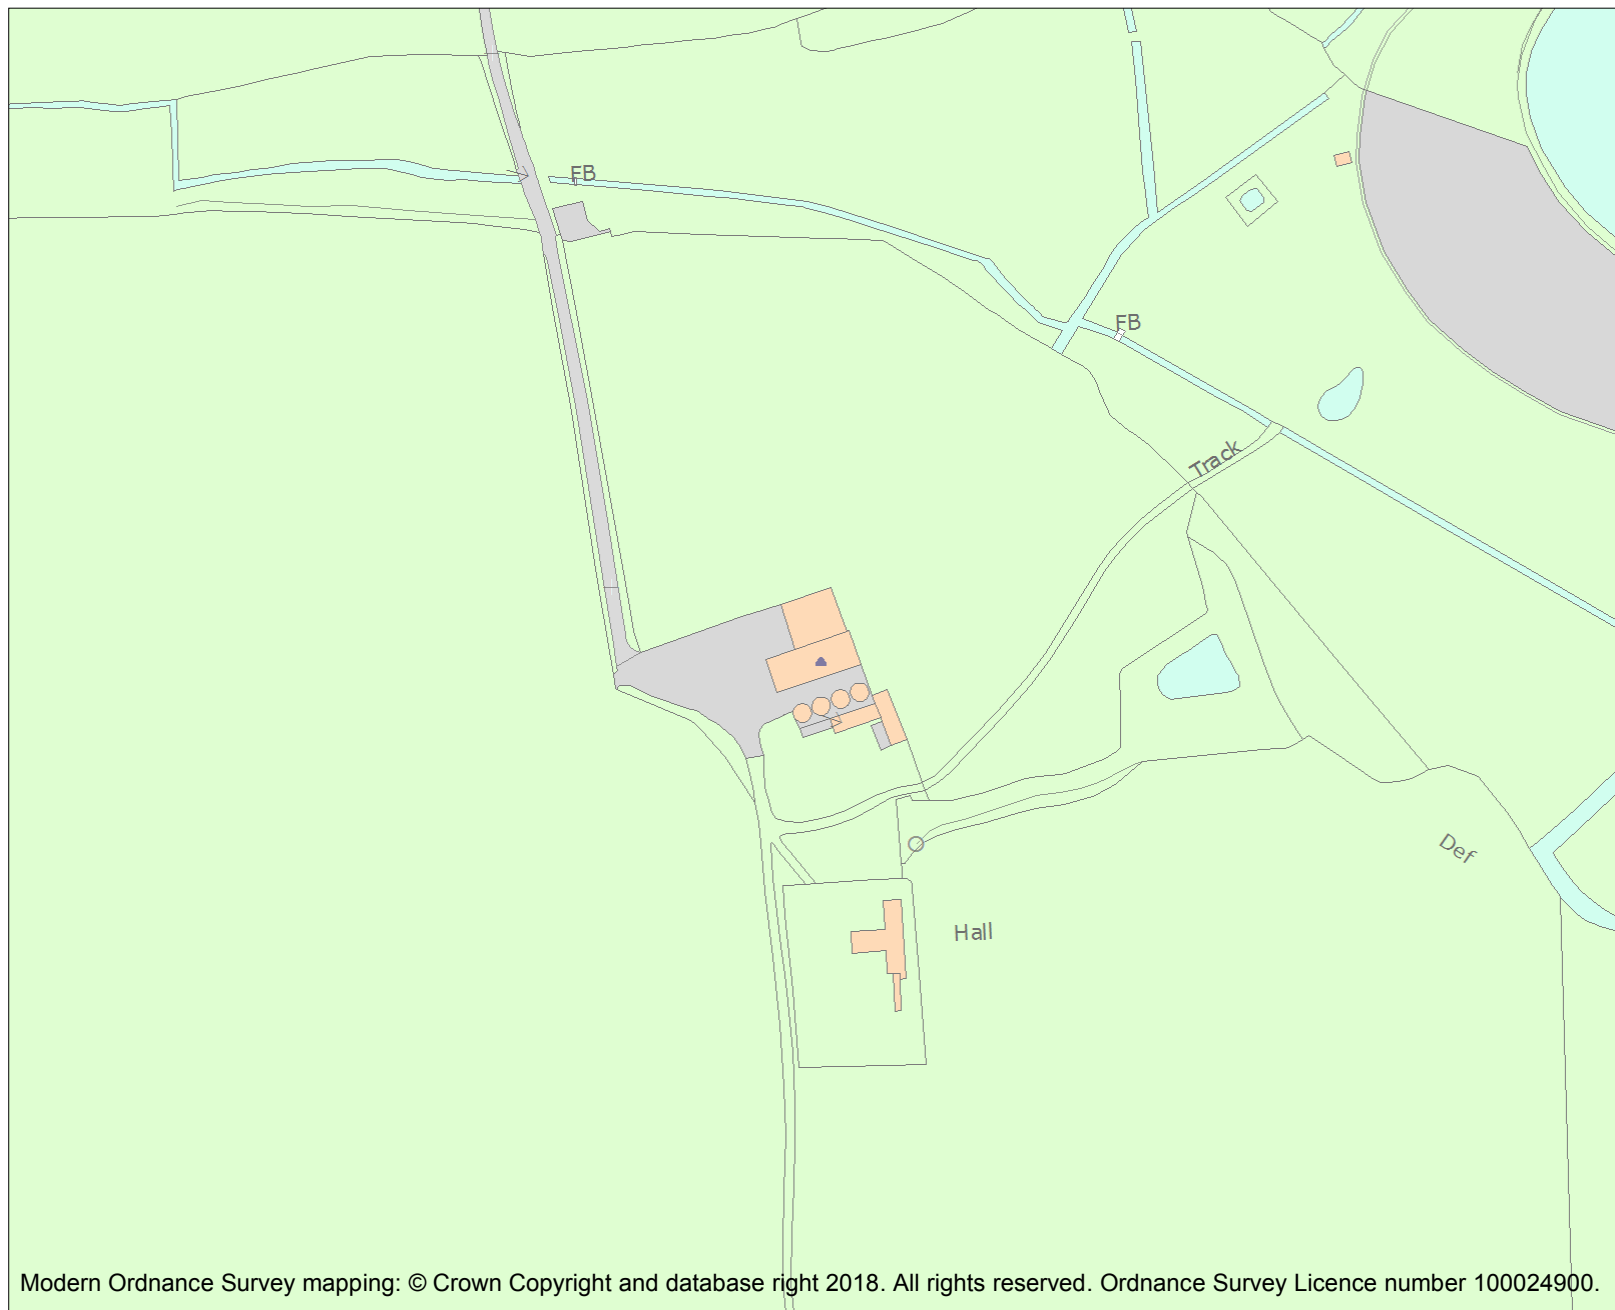 FB
FB
Track
Def
Hall
Modern Ordnance Survey mapping: © Crown Copyright and database right 2018. All rights reserved. Ordnance Survey Licence number 100024900.